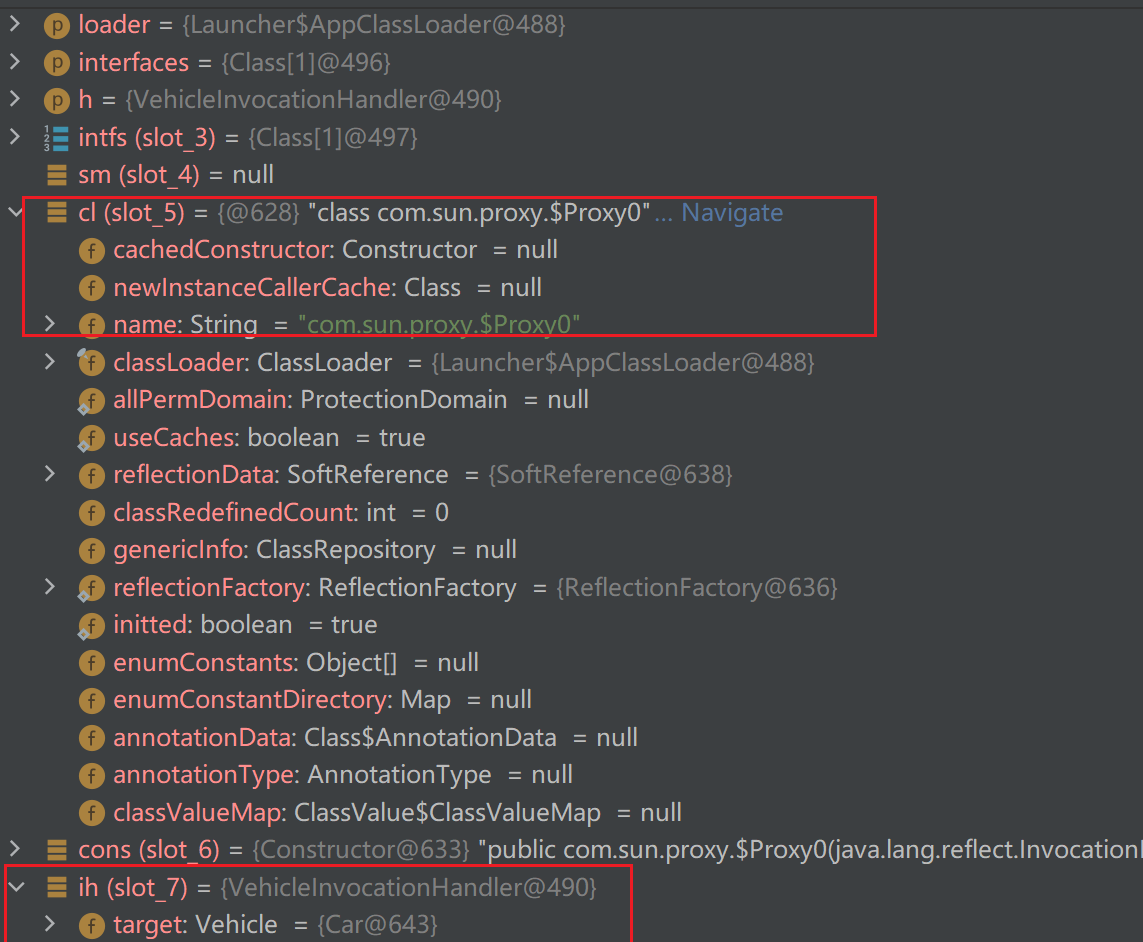 loader = {Launcher$AppClassLoader@488}
interfaces = {Class[1]@496}
h = {VehicleInvocationHandler@490}
intfs (slot_3) = {Class[1]@497}
sm (slot_4) = null
cl (slot_5) = {@628} "class com.sun.proxy.$Proxy0"... Navigate
cachedConstructor: Constructor = null
newInstanceCallerCache: Class = null
name: String = "com.sun.proxy.$Proxy0"
classLoader: ClassLoader = {Launcher$AppClassLoader@488}
allPermDomain: ProtectionDomain = null
useCaches: boolean = true
reflectionData: SoftReference = {SoftReference@638}
classRedefinedCount: int = 0
genericInfo: ClassRepository = null
reflectionFactory: ReflectionFactory = {ReflectionFactory@636}
initted: boolean = true
enumConstants: Object[] = null
enumConstantDirectory: Map = null
annotationData: Class$AnnotationData = null
annotationType: AnnotationType = null
classValueMap: ClassValue$ClassValueMap = null
cons (slot_6) = {Constructor@633} "public com.sun.proxy.$Proxy0(java.lang.reflect.Invocation
ih (slot_7) = {VehicleInvocationHandler@490}
target: Vehicle = {Car@643}